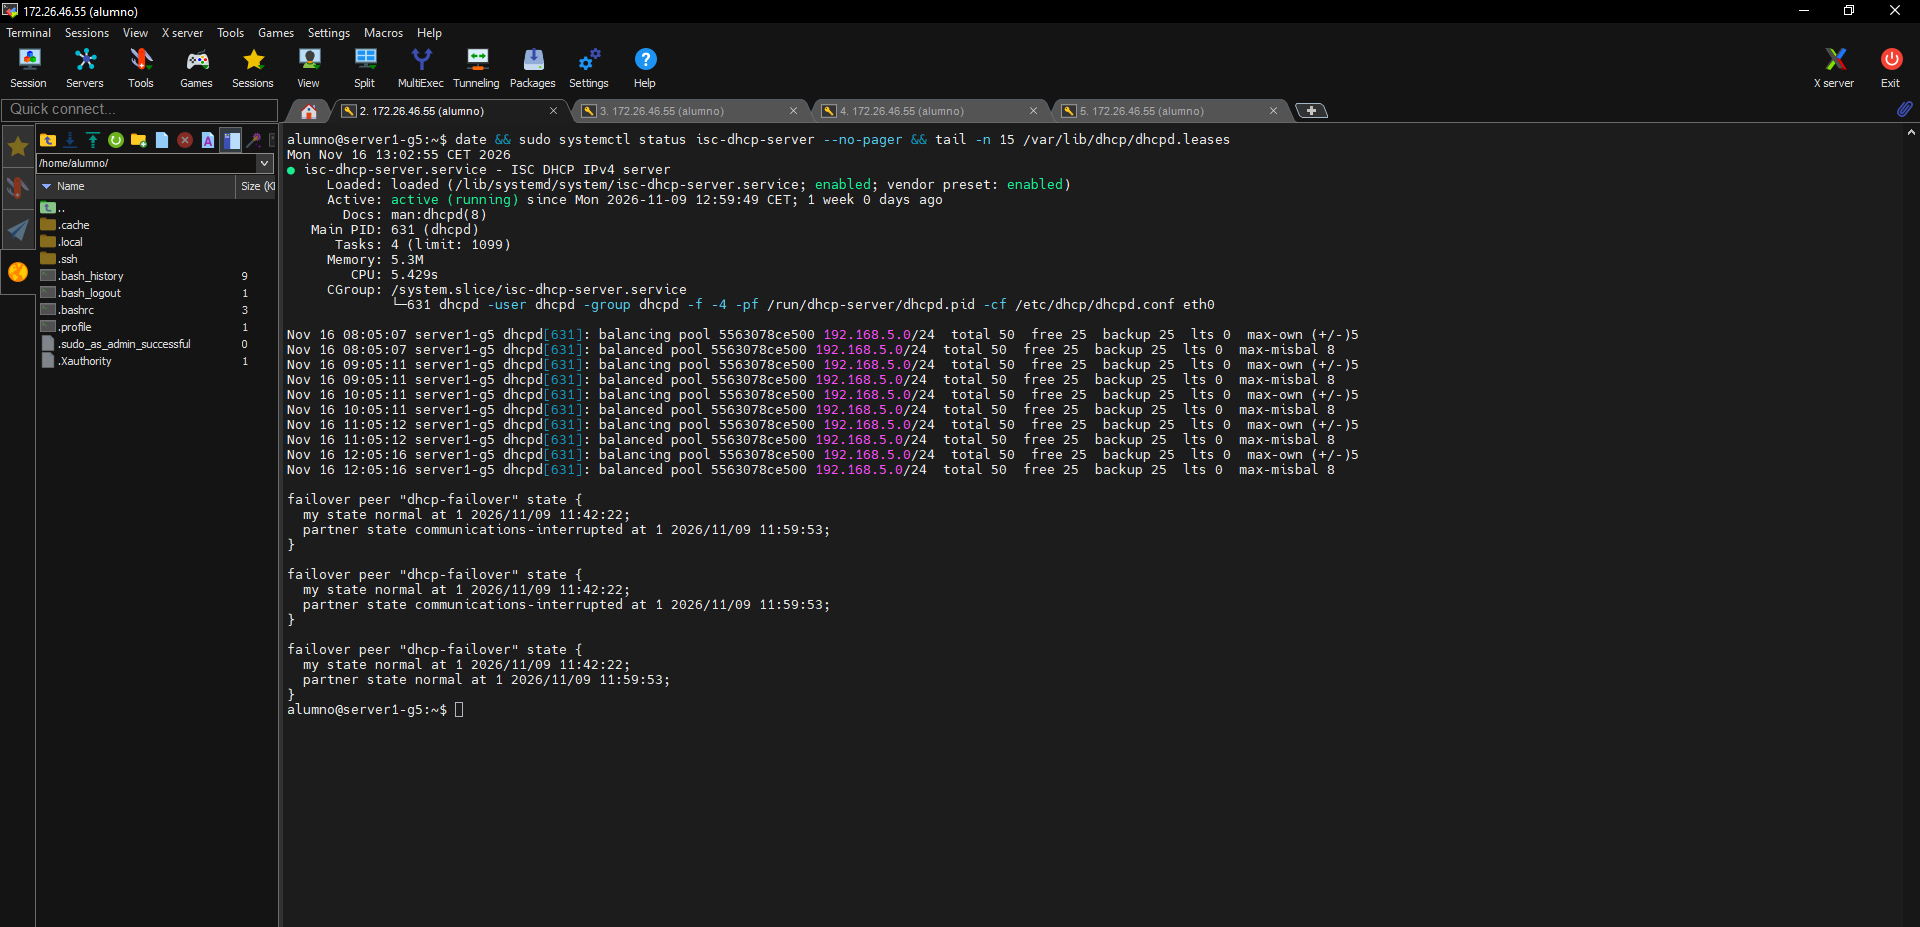 172.26.46.55 (alumno)
Terminal Sessions View X server Tools Games Settings Macros Help
Session Servers Tools Games Sessions View Split MultiExec Tunneling Packages Settings Help X server Exit
Quick connect...
2. 172.26.46.55 (alumno)
3. 172.26.46.55 (alumno)
4. 172.26.46.55 (alumno)
5. 172.26.46.55 (alumno)
/home/alumno/
Name Size (K
..
.cache
.local
.ssh
.bash_history 9
.bash_logout 1
.bashrc 3
.profile 1
.sudo_as_admin_successful 0
.Xauthority 1
alumno@server1-g5:~$ date && sudo systemctl status isc-dhcp-server --no-pager && tail -n 15 /var/lib/dhcp/dhcpd.leases
Mon Nov 16 13:02:55 CET 2026
● isc-dhcp-server.service - ISC DHCP IPv4 server
Loaded: loaded (/lib/systemd/system/isc-dhcp-server.service; enabled; vendor preset: enabled)
Active: active (running) since Mon 2026-11-09 12:59:49 CET; 1 week 0 days ago
Docs: man:dhcpd(8)
Main PID: 631 (dhcpd)
Tasks: 4 (limit: 1099)
Memory: 5.3M
CPU: 5.429s
CGroup: /system.slice/isc-dhcp-server.service
└─631 dhcpd -user dhcpd -group dhcpd -f -4 -pf /run/dhcp-server/dhcpd.pid -cf /etc/dhcp/dhcpd.conf eth0
Nov 16 08:05:07 server1-g5 dhcpd[631]: balancing pool 5563078ce500 192.168.5.0/24  total 50  free 25  backup 25  lts 0  max-own (+/-)5
Nov 16 08:05:07 server1-g5 dhcpd[631]: balanced pool 5563078ce500 192.168.5.0/24  total 50  free 25  backup 25  lts 0  max-misbal 8
Nov 16 09:05:11 server1-g5 dhcpd[631]: balancing pool 5563078ce500 192.168.5.0/24  total 50  free 25  backup 25  lts 0  max-own (+/-)5
Nov 16 09:05:11 server1-g5 dhcpd[631]: balanced pool 5563078ce500 192.168.5.0/24  total 50  free 25  backup 25  lts 0  max-misbal 8
Nov 16 10:05:11 server1-g5 dhcpd[631]: balancing pool 5563078ce500 192.168.5.0/24  total 50  free 25  backup 25  lts 0  max-own (+/-)5
Nov 16 10:05:11 server1-g5 dhcpd[631]: balanced pool 5563078ce500 192.168.5.0/24  total 50  free 25  backup 25  lts 0  max-misbal 8
Nov 16 11:05:12 server1-g5 dhcpd[631]: balancing pool 5563078ce500 192.168.5.0/24  total 50  free 25  backup 25  lts 0  max-own (+/-)5
Nov 16 11:05:12 server1-g5 dhcpd[631]: balanced pool 5563078ce500 192.168.5.0/24  total 50  free 25  backup 25  lts 0  max-misbal 8
Nov 16 12:05:16 server1-g5 dhcpd[631]: balancing pool 5563078ce500 192.168.5.0/24  total 50  free 25  backup 25  lts 0  max-own (+/-)5
Nov 16 12:05:16 server1-g5 dhcpd[631]: balanced pool 5563078ce500 192.168.5.0/24  total 50  free 25  backup 25  lts 0  max-misbal 8
failover peer "dhcp-failover" state {
my state normal at 1 2026/11/09 11:42:22;
partner state communications-interrupted at 1 2026/11/09 11:59:53;
}
failover peer "dhcp-failover" state {
my state normal at 1 2026/11/09 11:42:22;
partner state communications-interrupted at 1 2026/11/09 11:59:53;
}
failover peer "dhcp-failover" state {
my state normal at 1 2026/11/09 11:42:22;
partner state normal at 1 2026/11/09 11:59:53;
}
alumno@server1-g5:~$